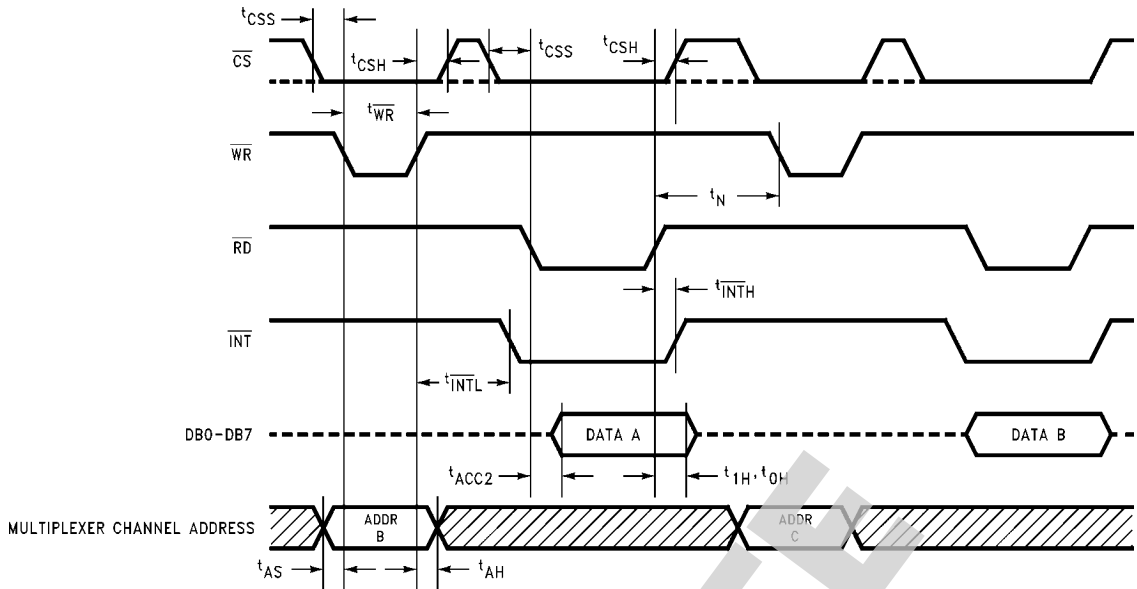 tCSS
CS
tCSH
tCSS
tCSH
tWR
WR
tN
RD
tINTH
INT
tINTL
DB0-DB7
DATA A
DATA B
tACC2
t1H, t0H
MULTIPLEXER CHANNEL ADDRESS
ADDR
B
ADDR
C
tAS
tAH